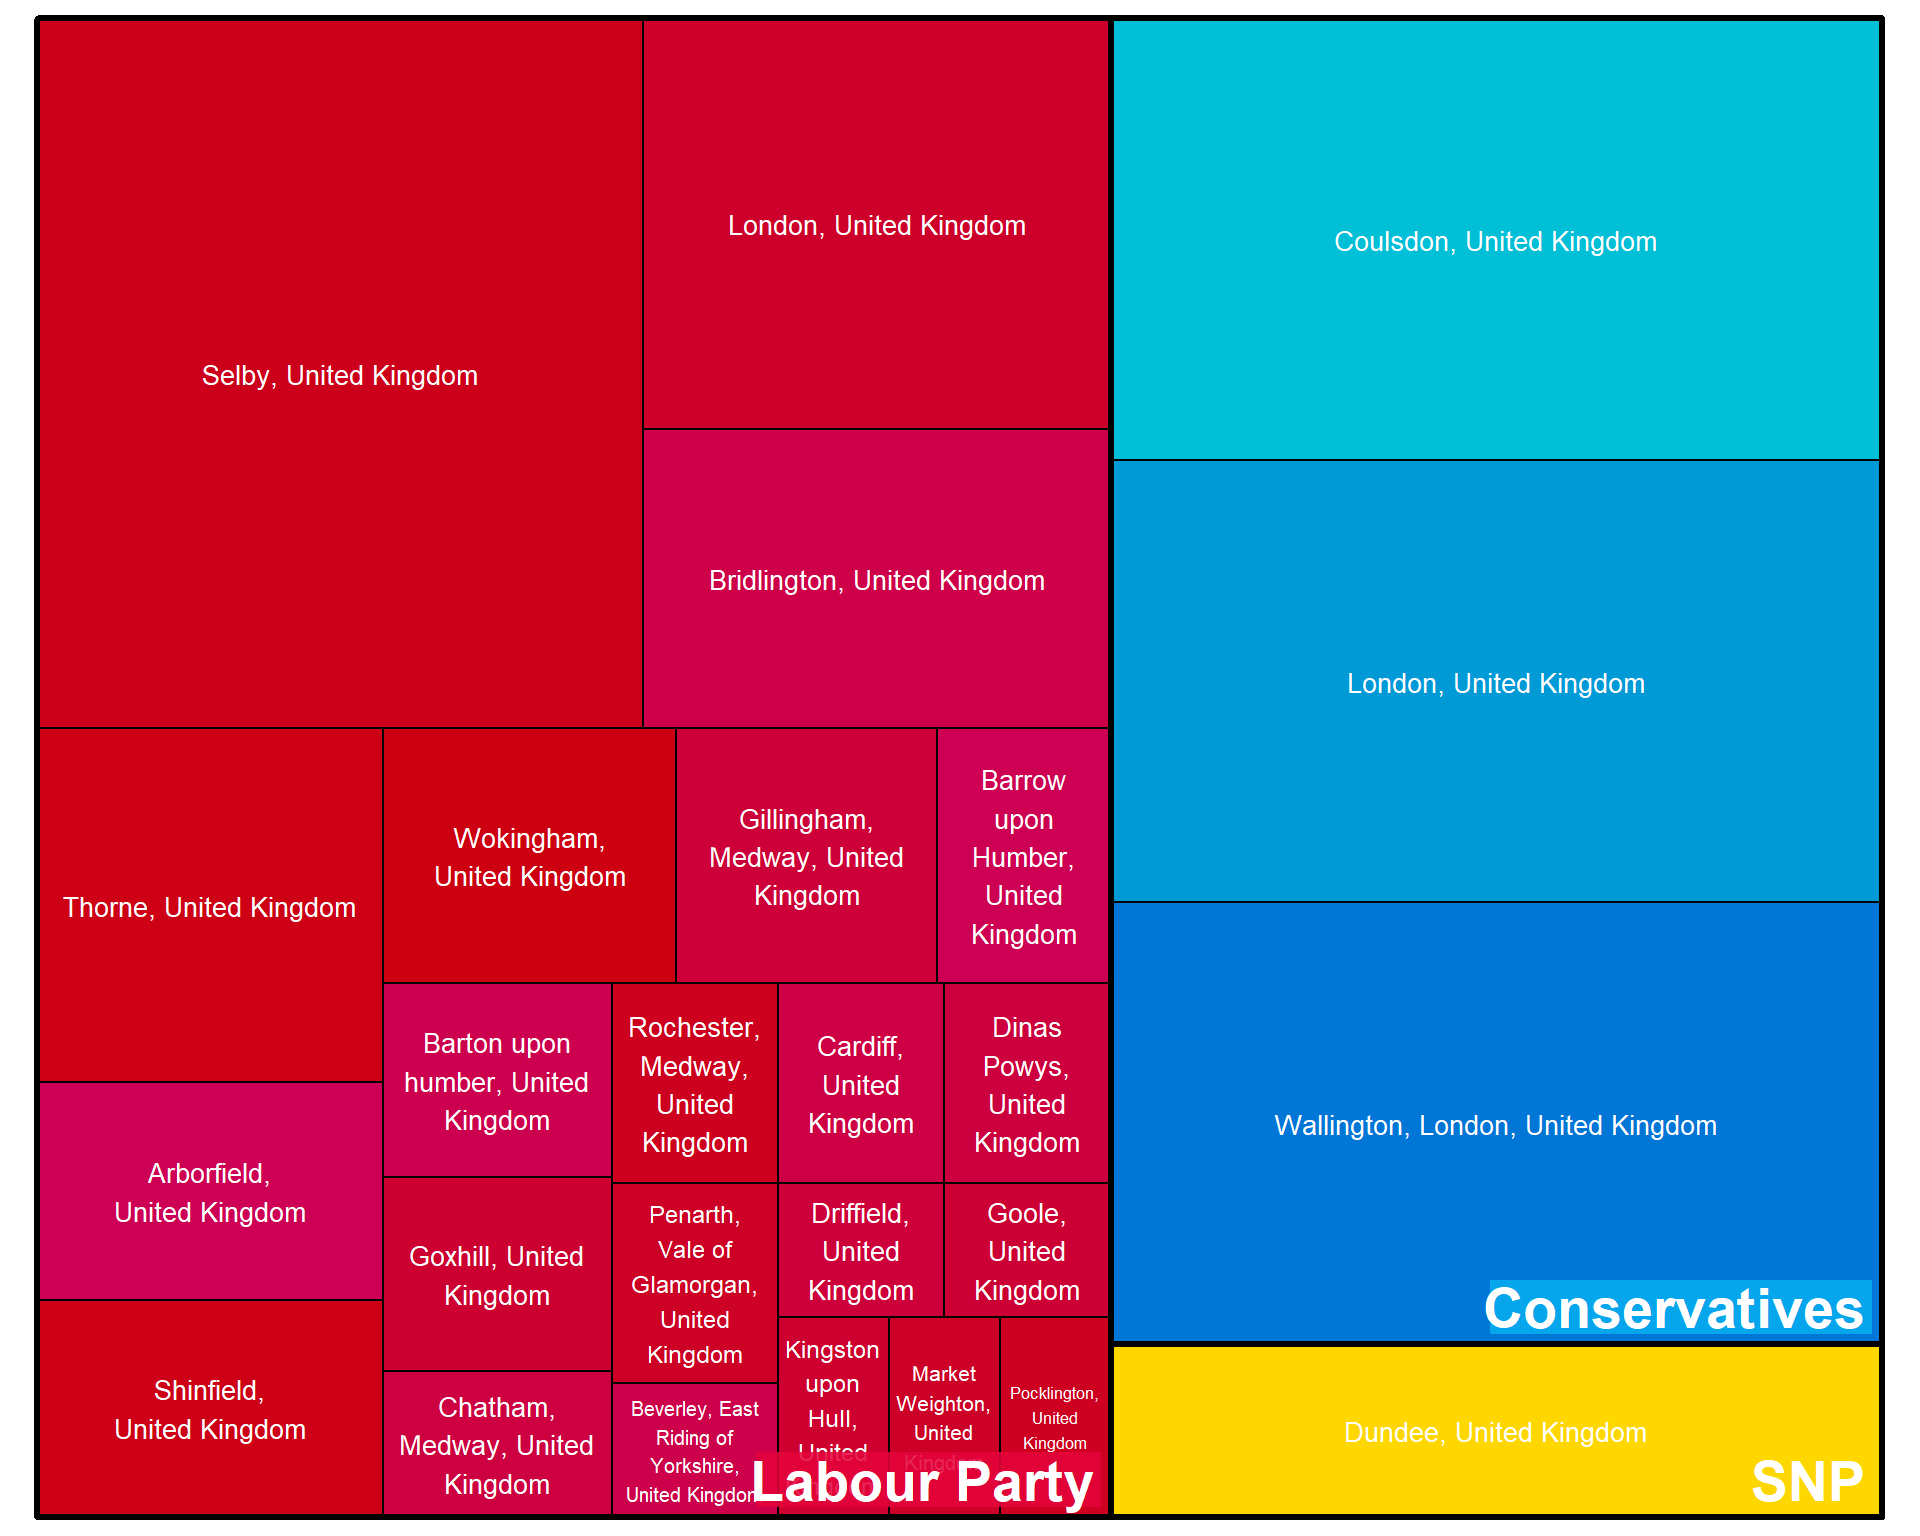 Selby, United Kingdom
London, United Kingdom
Bridlington, United Kingdom
Thorne, United Kingdom
Wokingham,
United Kingdom
Gillingham,
Medway, United
Kingdom
Barrow
upon
Humber,
United
Kingdom
Arborfield,
United Kingdom
Shinfield,
United Kingdom
Barton upon
humber, United
Kingdom
Goxhill, United
Kingdom
Chatham,
Medway, United
Kingdom
Rochester,
Medway,
United
Kingdom
Cardiff,
United
Kingdom
Dinas
Powys,
United
Kingdom
Penarth,
Vale of
Glamorgan,
United
Kingdom
Driffield,
United
Kingdom
Goole,
United
Kingdom
Beverley, East
Riding of
Yorkshire,
United Kingdom
Kingston
upon
Hull,
United
Market
Weighton,
United
Kingdom
Pocklington,
United
Kingdom
Labour Party
Coulsdon, United Kingdom
London, United Kingdom
Wallington, London, United Kingdom
Conservatives
Dundee, United Kingdom
SNP